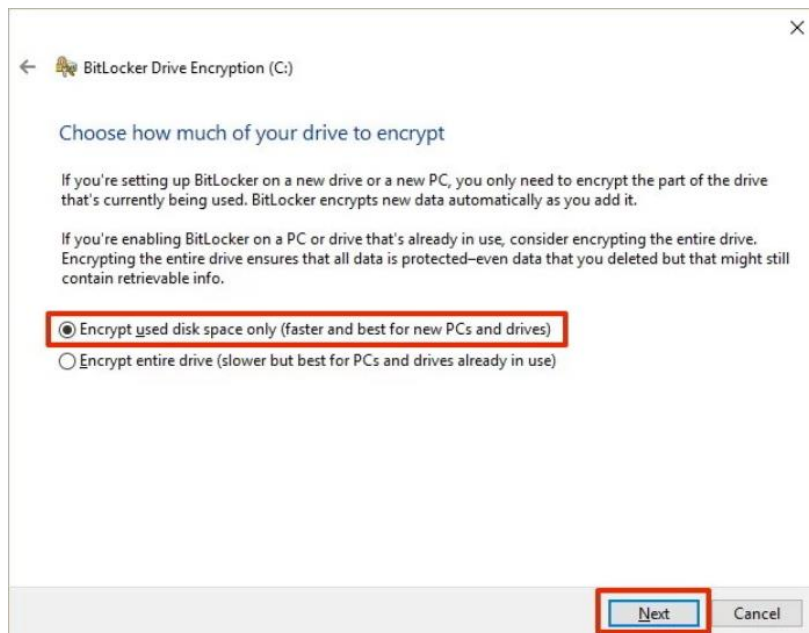 BitLocker Drive Encryption (C:)
Choose how much of your drive to encrypt
If you're setting up BitLocker on a new drive or a new PC, you only need to encrypt the part of the drive
that's currently being used. BitLocker encrypts new data automatically as you add it.
If you're enabling BitLocker on a PC or drive that's already in use, consider encrypting the entire drive.
Encrypting the entire drive ensures that all data is protected–even data that you deleted but that might still
contain retrievable info.
Encrypt used disk space only (faster and best for new PCs and drives)
Encrypt entire drive (slower but best for PCs and drives already in use)
Next Cancel